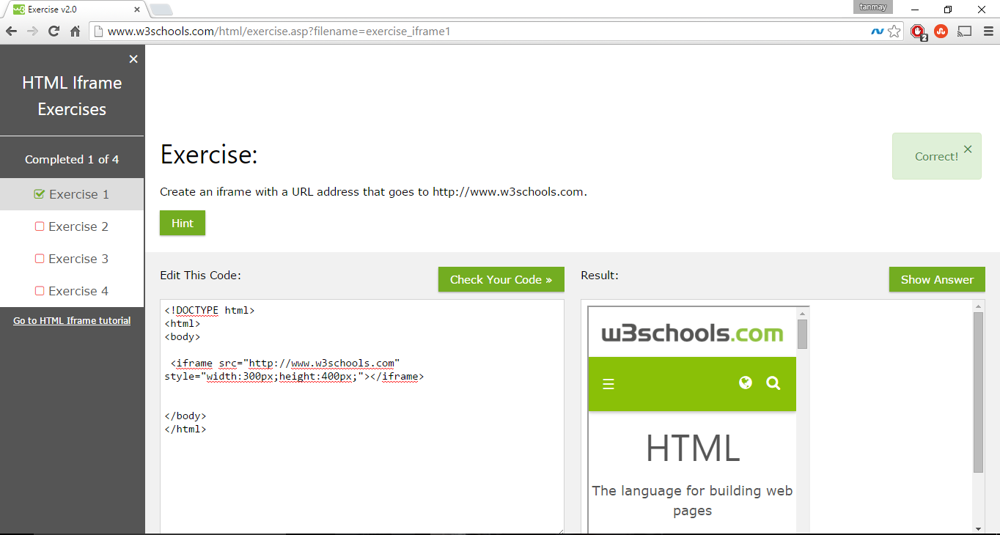 Exercise v2.0
tanmay
www.w3schools.com/html/exercise.asp?filename=exercise_iframe1
2
HTML Iframe
Exercises
Completed 1 of 4
Exercise 1
Exercise 2
Exercise 3
Exercise 4
Go to HTML Iframe tutorial
Exercise:
Correct!
Create an iframe with a URL address that goes to http://www.w3schools.com.
Hint
Edit This Code:
Check Your Code »
<!DOCTYPE html>
<html>
<body>
<iframe src="http://www.w3schools.com"
style="width:300px;height:400px;"></iframe>
</body>
</html>
Result:
Show Answer
w3schools.com
HTML
The language for building web
pages